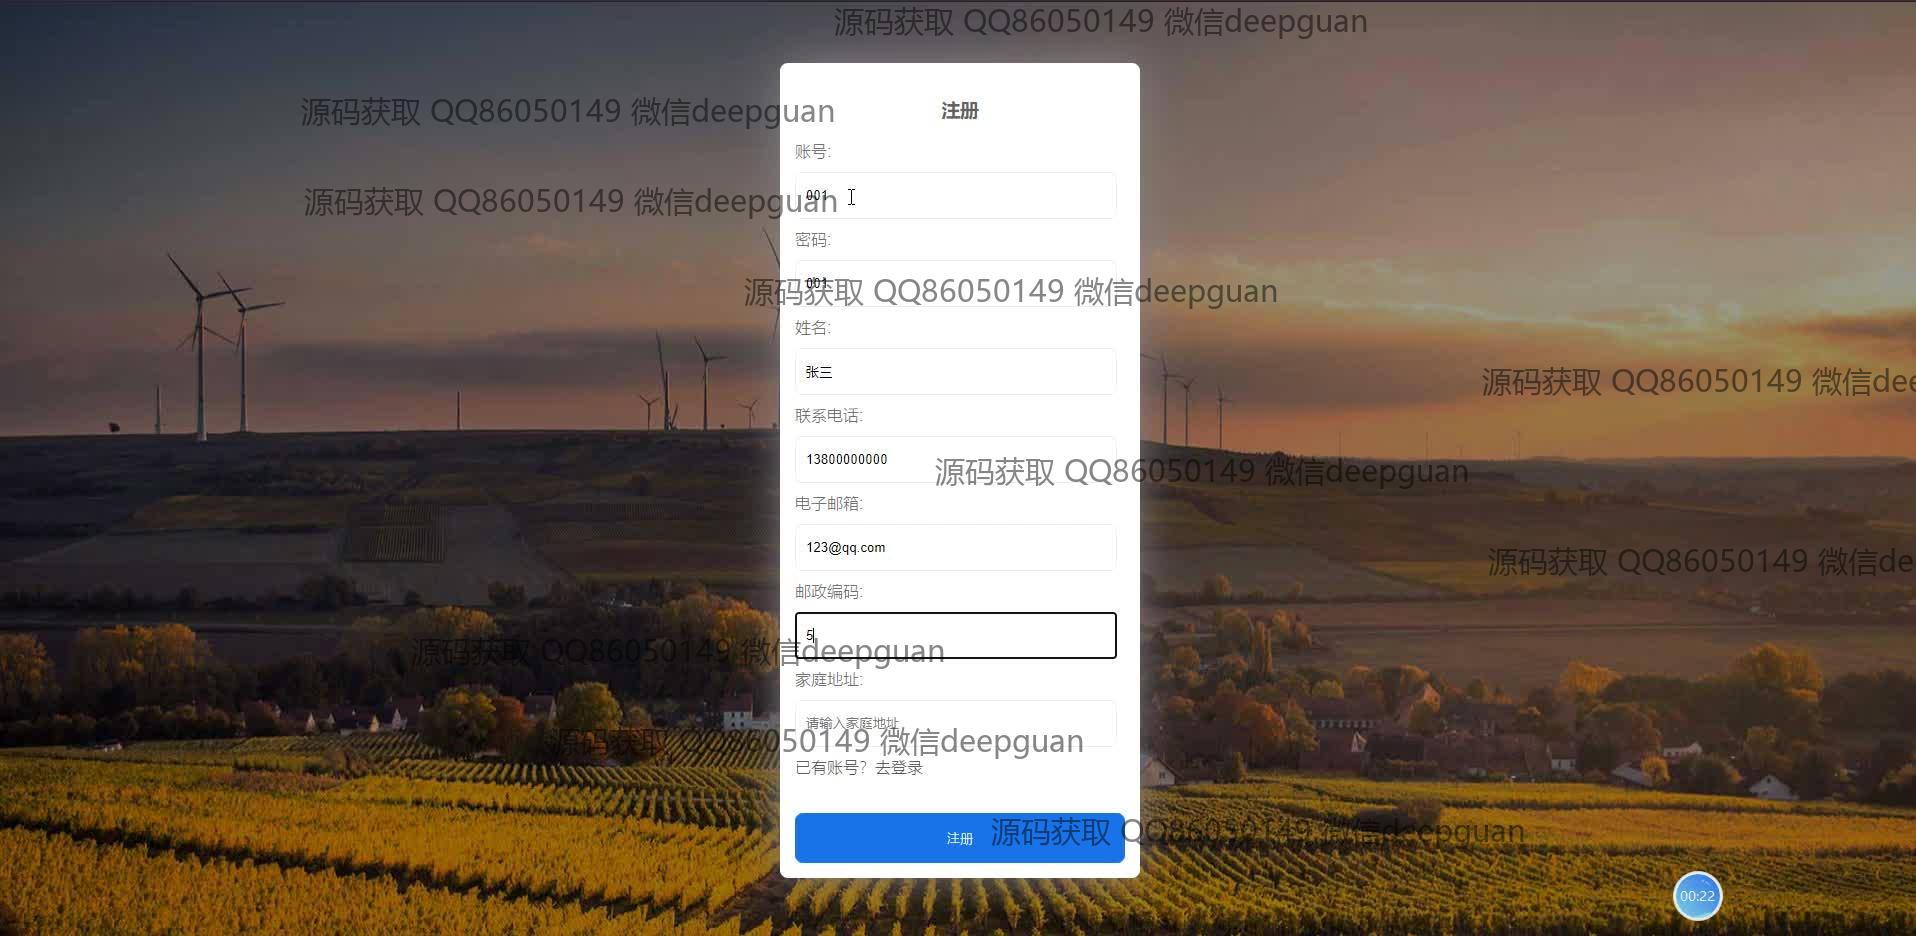 源码获取 QQ86050149 微信deepguan
注册
源码获取 QQ86050149 微信deepguan
账号:
001
源码获取 QQ86050149 微信deepguan
密码:
001
源码获取 QQ86050149 微信deepguan
姓名:
张三
源码获取 QQ86050149 微信dee
联系电话:
13800000000
源码获取 QQ86050149 微信deepguan
电子邮箱:
123@qq.com
源码获取 QQ86050149 微信de
邮政编码:
5
源码获取 QQ86050149 微信deepguan
家庭地址:
请输入家庭地址
源码获取 QQ86050149 微信deepguan
已有账号？去登录
注册
源码获取 QQ86050149 微信deepguan
00:22